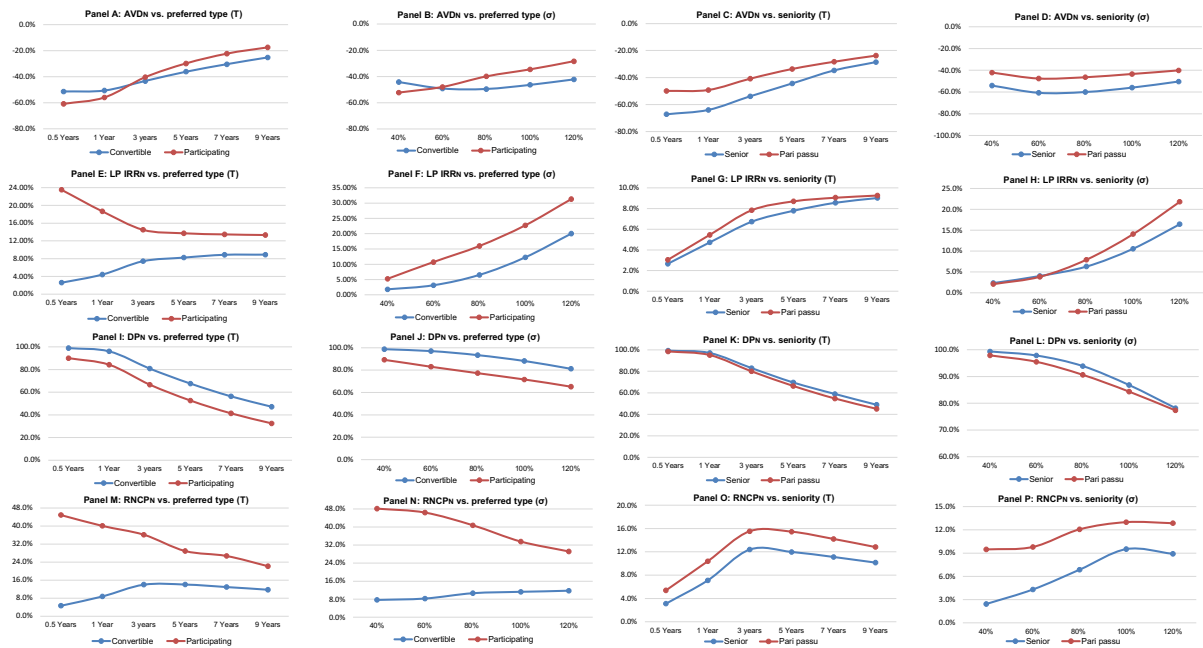 Panel A: AVDN vs. preferred type (T)
0.0%
-20.0%
-40.0%
-60.0%
-80.0%
0.5 Years 1 Year 3 years 5 Years 7 Years 9 Years
Convertible Participating
Panel B: AVDN vs. preferred type (σ)
0.0%
-20.0%
-40.0%
-60.0%
-80.0%
40% 60% 80% 100% 120%
Convertible Participating
Panel C: AVDN vs. seniority (T)
0.0%
-20.0%
-40.0%
-60.0%
-80.0%
0.5 Years 1 Year 3 years 5 Years 7 Years 9 Years
Senior Pari passu
Panel D: AVDN vs. seniority (σ)
0.0%
-20.0%
-40.0%
-60.0%
-80.0%
-100.0%
40% 60% 80% 100% 120%
Senior Pari passu
Panel E: LP IRRN vs. preferred type (T)
24.00%
20.00%
16.00%
12.00%
8.00%
4.00%
0.00%
0.5 Years 1 Year 3 years 5 Years 7 Years 9 Years
Convertible Participating
Panel F: LP IRRN vs. preferred type (σ)
35.00%
30.00%
25.00%
20.00%
15.00%
10.00%
5.00%
0.00%
40% 60% 80% 100% 120%
Convertible Participating
Panel G: LP IRRN vs. seniority (T)
10.0%
8.0%
6.0%
4.0%
2.0%
0.0%
0.5 Years 1 Year 3 years 5 Years 7 Years 9 Years
Senior Pari passu
Panel H: LP IRRN vs. seniority (σ)
25.0%
20.0%
15.0%
10.0%
5.0%
0.0%
40% 60% 80% 100% 120%
Senior Pari passu
Panel I: DPN vs. preferred type (T)
100.0%
80.0%
60.0%
40.0%
20.0%
0.0%
0.5 Years 1 Year 3 years 5 Years 7 Years 9 Years
Convertible Participating
Panel J: DPN vs. preferred type (σ)
100.0%
80.0%
60.0%
40.0%
20.0%
0.0%
40% 60% 80% 100% 120%
Convertible Participating
Panel K: DPN vs. seniority (T)
100.0%
80.0%
60.0%
40.0%
20.0%
0.0%
0.5 Years 1 Year 3 years 5 Years 7 Years 9 Years
Senior Pari passu
Panel L: DPN vs. seniority (σ)
100.0%
90.0%
80.0%
70.0%
60.0%
40% 60% 80% 100% 120%
Senior Pari passu
Panel M: RNCPN vs. preferred type (T)
48.0%
40.0%
32.0%
24.0%
16.0%
8.0%
0.0%
0.5 Years 1 Year 3 years 5 Years 7 Years 9 Years
Convertible Participating
Panel N: RNCPN vs. preferred type (σ)
48.0%
40.0%
32.0%
24.0%
16.0%
8.0%
0.0%
40% 60% 80% 100% 120%
Convertible Participating
Panel O: RNCPN vs. seniority (T)
20.0%
16.0%
12.0%
8.0%
4.0%
0.0%
0.5 Years 1 Year 3 years 5 Years 7 Years 9 Years
Senior Pari passu
Panel P: RNCPN vs. seniority (σ)
15.0%
12.0%
9.0%
6.0%
3.0%
0.0%
40% 60% 80% 100% 120%
Senior Pari passu